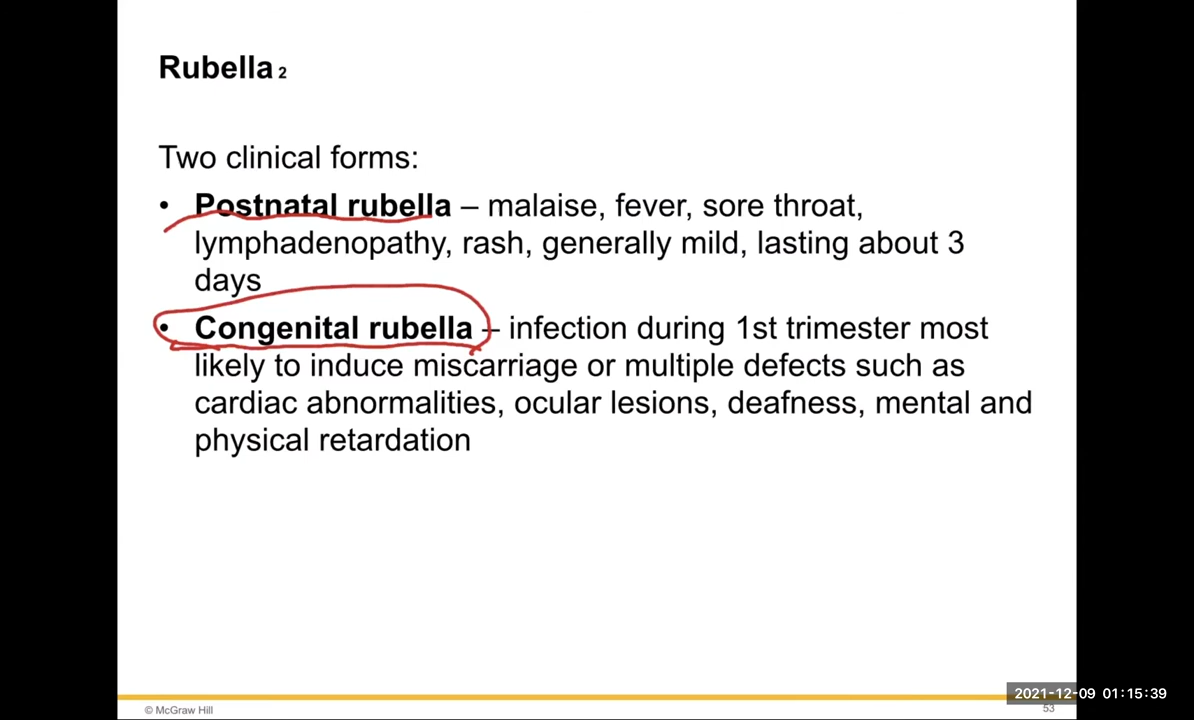 Rubella 2
Two clinical forms:
• Postnatal rubella – malaise, fever, sore throat,
lymphadenopathy, rash, generally mild, lasting about 3
days
• Congenital rubella – infection during 1st trimester most
likely to induce miscarriage or multiple defects such as
cardiac abnormalities, ocular lesions, deafness, mental and
physical retardation
2021-12-09 01:15:39
© McGraw Hill
53